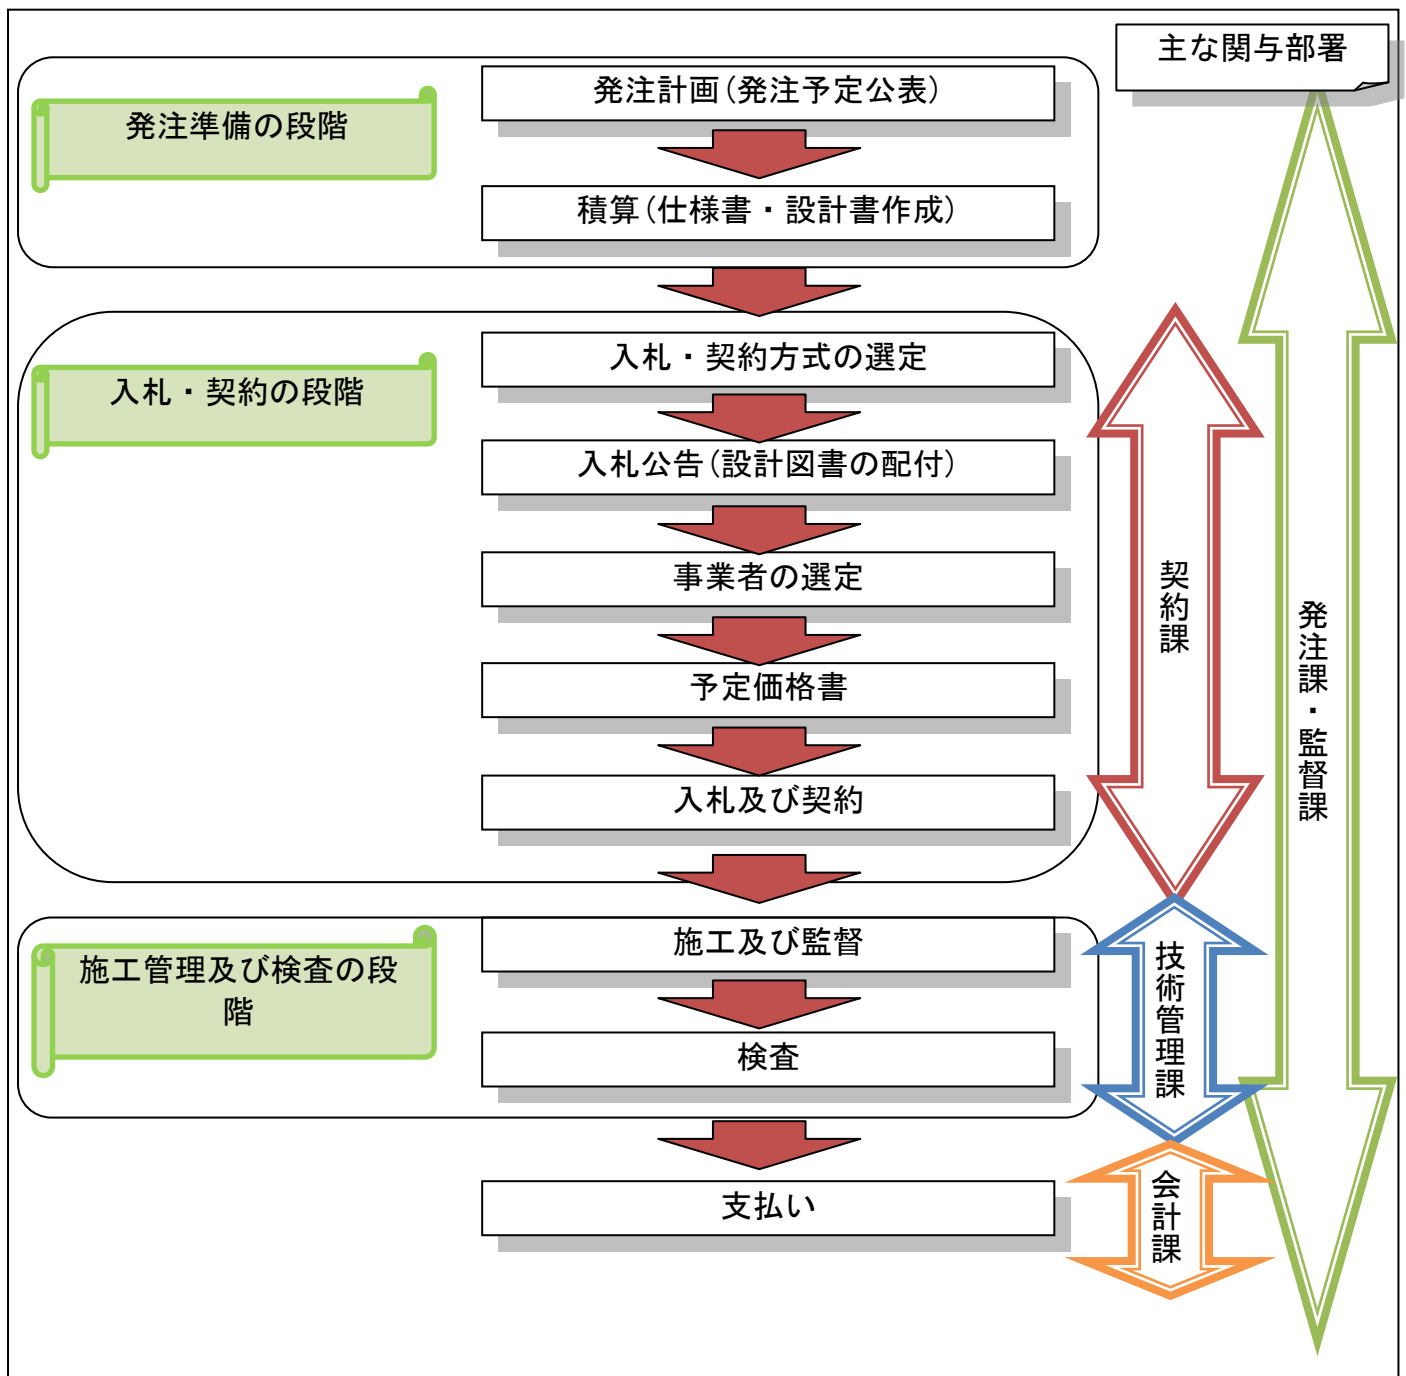 主な関与部署
発注準備の段階
発注計画(発注予定公表)
積算(仕様書・設計書作成)
入札・契約の段階
入札・契約方式の選定
入札公告(設計図書の配付)
事業者の選定
予定価格書
入札及び契約
契約課
発注課・監督課
施工管理及び検査の段
階
施工及び監督
検査
技術管理課
支払い
会計課